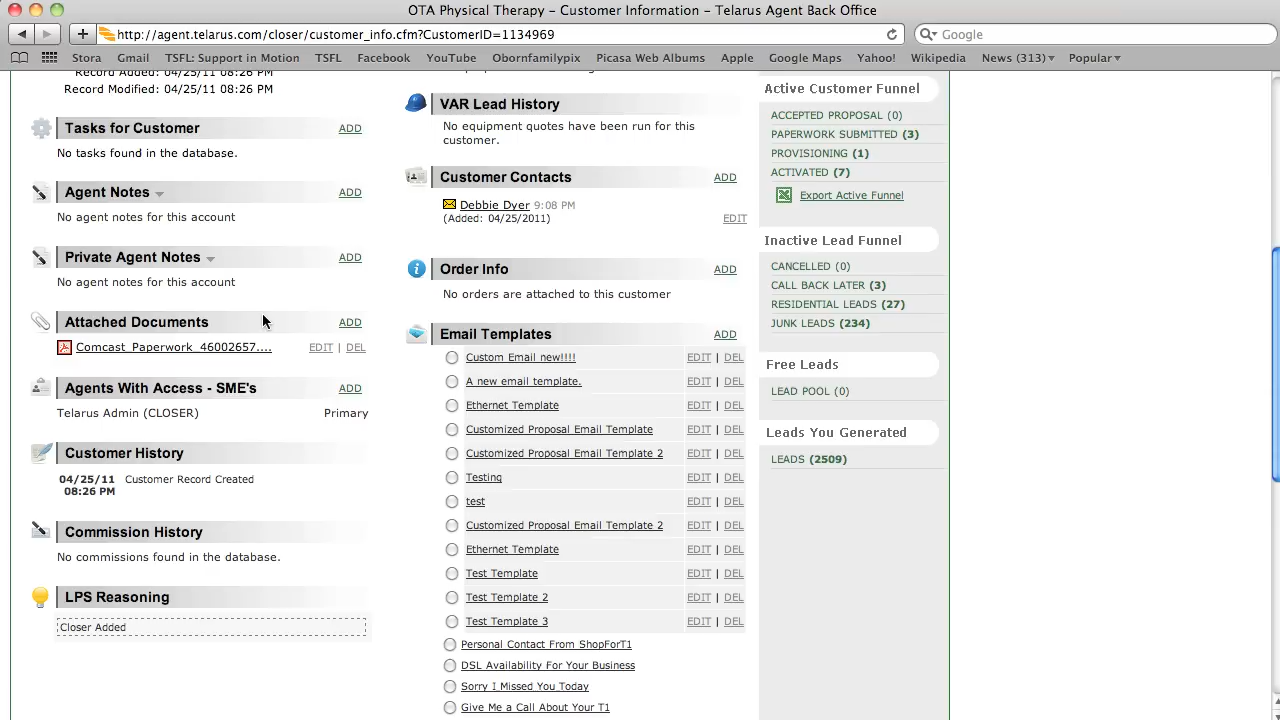 OTA Physical Therapy – Customer Information – Telarus Agent Back Office
http://agent.telarus.com/closer/customer_info.cfm?CustomerID=1134969
Google
Stora Gmail TSFL: Support in Motion TSFL Facebook YouTube Obornfamilypix Picasa Web Albums Apple Google Maps Yahoo! Wikipedia News (313) Popular
Record Added: 04/25/11 08:26 PM
Record Modified: 04/25/11 08:26 PM
Tasks for Customer ADD
No tasks found in the database.
Agent Notes ADD
No agent notes for this account
Private Agent Notes ADD
No agent notes for this account
Attached Documents ADD
Comcast_Paperwork_46002657.... EDIT | DEL
Agents With Access - SME's ADD
Telarus Admin (CLOSER) Primary
Customer History
04/25/11 Customer Record Created
08:26 PM
Commission History
No commissions found in the database.
LPS Reasoning
Closer Added
VAR Lead History
No equipment quotes have been run for this
customer.
Customer Contacts ADD
Debbie Dyer 9:08 PM
(Added: 04/25/2011) EDIT
Order Info ADD
No orders are attached to this customer
Email Templates ADD
Custom Email new!!!! EDIT | DEL
A new email template. EDIT | DEL
Ethernet Template EDIT | DEL
Customized Proposal Email Template EDIT | DEL
Customized Proposal Email Template 2 EDIT | DEL
Testing EDIT | DEL
test EDIT | DEL
Customized Proposal Email Template 2 EDIT | DEL
Ethernet Template EDIT | DEL
Test Template EDIT | DEL
Test Template 2 EDIT | DEL
Test Template 3 EDIT | DEL
Personal Contact From ShopForT1
DSL Availability For Your Business
Sorry I Missed You Today
Give Me a Call About Your T1
Active Customer Funnel
ACCEPTED PROPOSAL (0)
PAPERWORK SUBMITTED (3)
PROVISIONING (1)
ACTIVATED (7)
Export Active Funnel
Inactive Lead Funnel
CANCELLED (0)
CALL BACK LATER (3)
RESIDENTIAL LEADS (27)
JUNK LEADS (234)
Free Leads
LEAD POOL (0)
Leads You Generated
LEADS (2509)